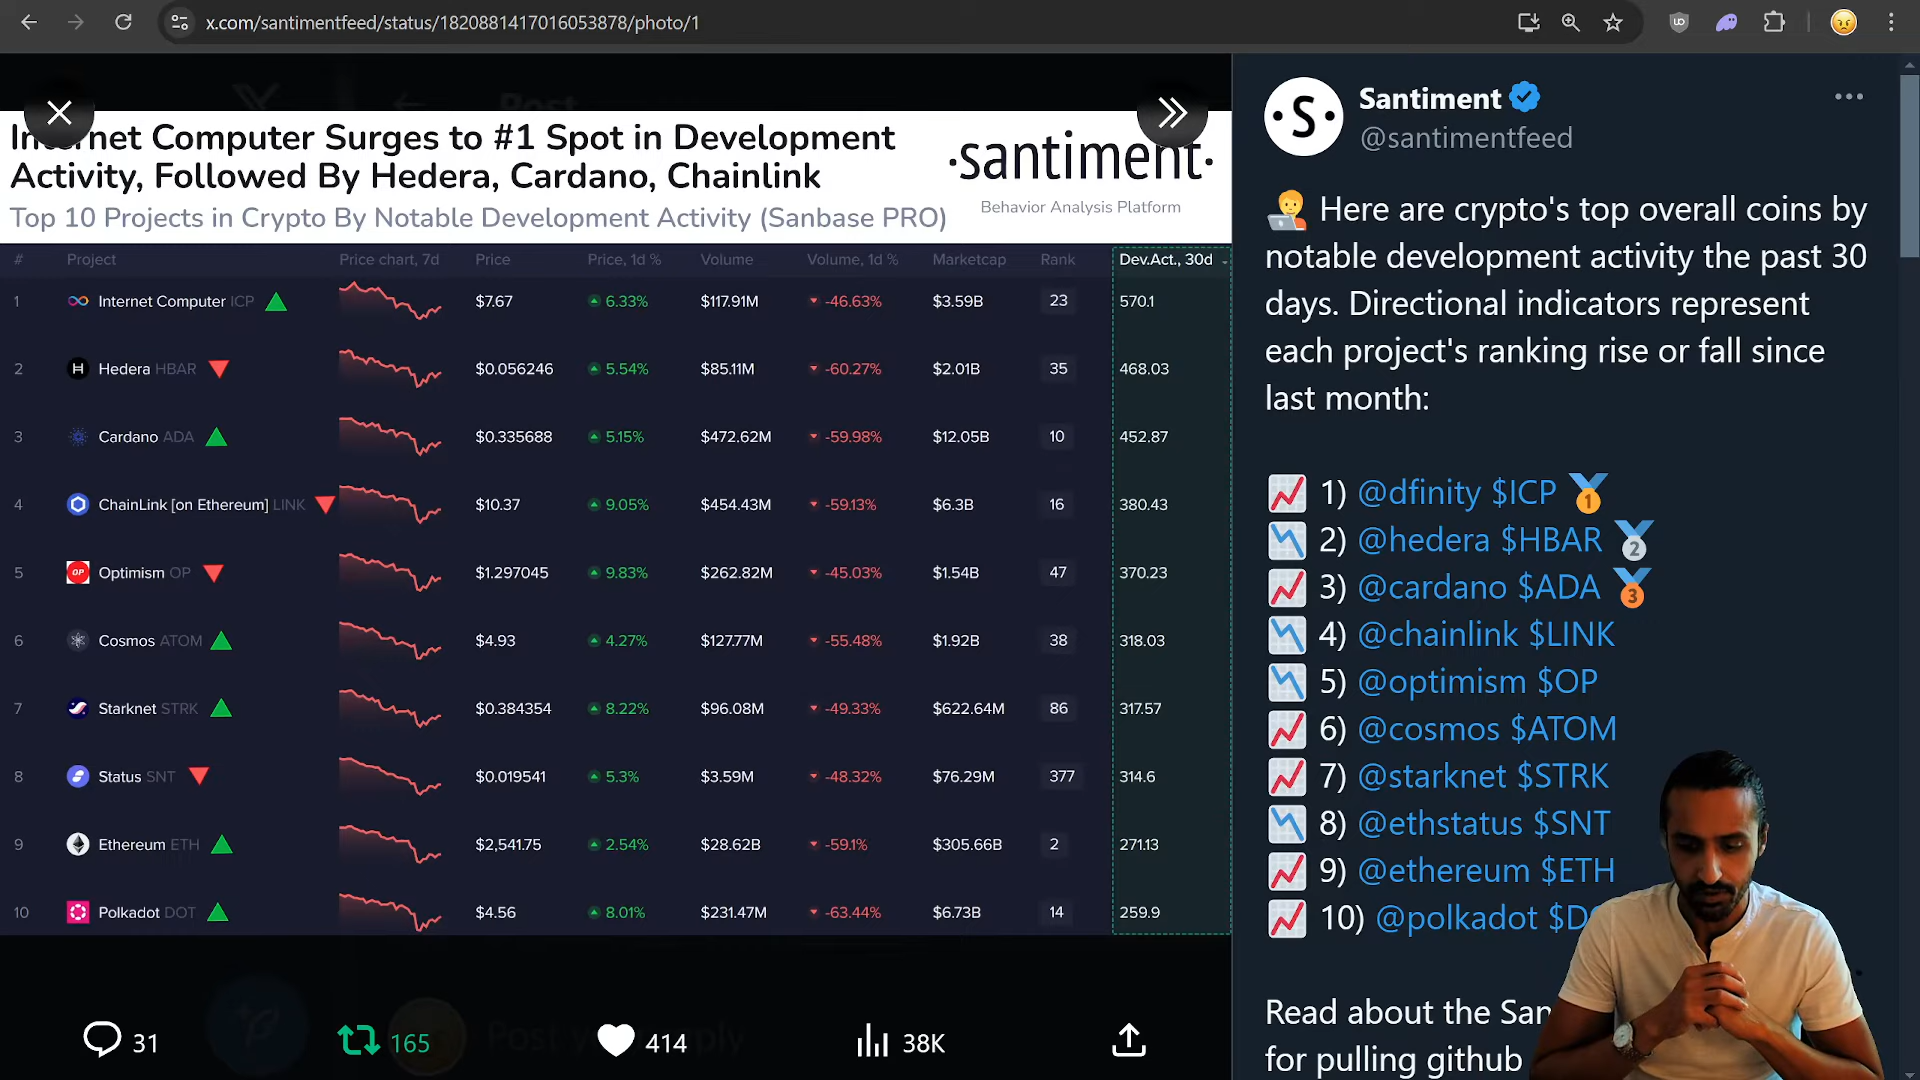 x.com/santimentfeed/status/1820881417016053878/photo/1
Internet Computer Surges to #1 Spot in Development
Activity, Followed By Hedera, Cardano, Chainlink
Top 10 Projects in Crypto By Notable Development Activity (Sanbase PRO)
·santiment·
Behavior Analysis Platform
# Project Price chart, 7d Price Price, 1d % Volume Volume, 1d % Marketcap Rank Dev.Act., 30d
1 Internet Computer ICP $7.67 6.33% $117.91M -46.63% $3.59B 23 570.1
2 Hedera HBAR $0.056246 5.54% $85.11M -60.27% $2.01B 35 468.03
3 Cardano ADA $0.335688 5.15% $472.62M -59.98% $12.05B 10 452.87
4 ChainLink [on Ethereum] LINK $10.37 9.05% $454.43M -59.13% $6.3B 16 380.43
5 OP Optimism OP $1.297045 9.83% $262.82M -45.03% $1.54B 47 370.23
6 Cosmos ATOM $4.93 4.27% $127.77M -55.48% $1.92B 38 318.03
7 Starknet STRK $0.384354 8.22% $96.08M -49.33% $622.64M 86 317.57
8 Status SNT $0.019541 5.3% $3.59M -48.32% $76.29M 377 314.6
9 Ethereum ETH $2,541.75 2.54% $28.62B -59.1% $305.66B 2 271.13
10 Polkadot DOT $4.56 8.01% $231.47M -63.44% $6.73B 14 259.9
31 165 414 38K
·S·
Santiment
@santimentfeed
Here are crypto's top overall coins by
notable development activity the past 30
days. Directional indicators represent
each project's ranking rise or fall since
last month:
1) @dfinity $ICP 1
2) @hedera $HBAR 2
3) @cardano $ADA 3
4) @chainlink $LINK
5) @optimism $OP
6) @cosmos $ATOM
7) @starknet $STRK
8) @ethstatus $SNT
9) @ethereum $ETH
10) @polkadot $D
Read about the San
for pulling github